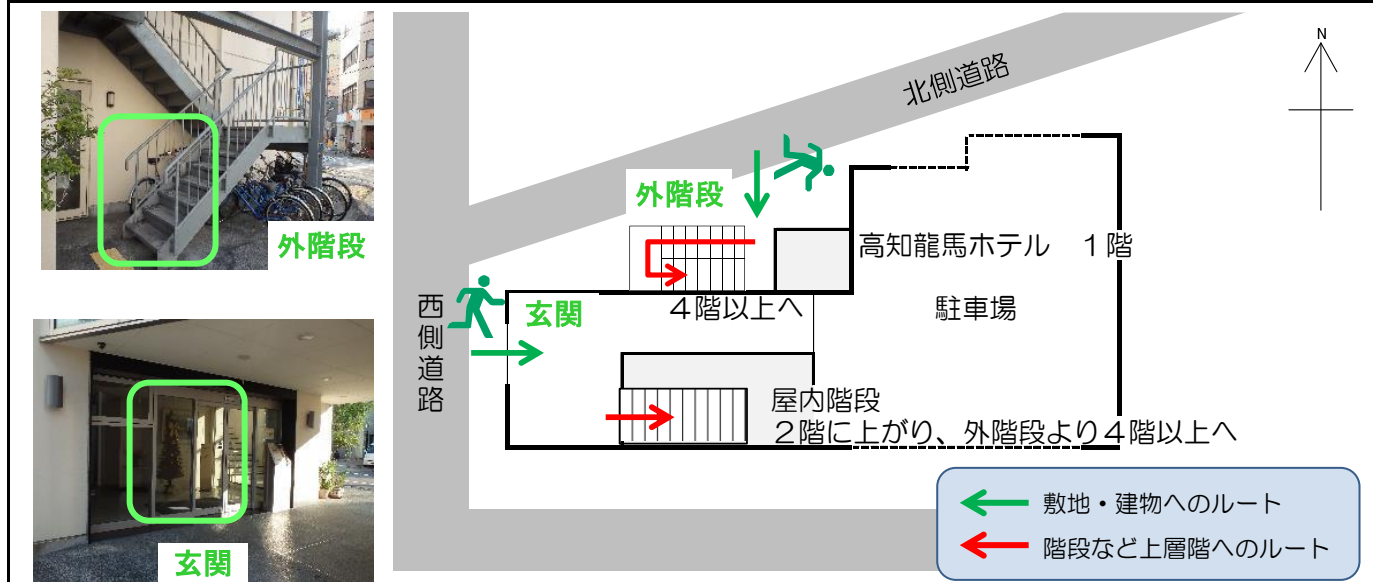 外階段
玄関
N
北側道路
外階段
高知龍馬ホテル　１階
西側道路
玄関
４階以上へ
駐車場
屋内階段
２階に上がり、外階段より４階以上へ
敷地・建物へのルート
階段など上層階へのルート